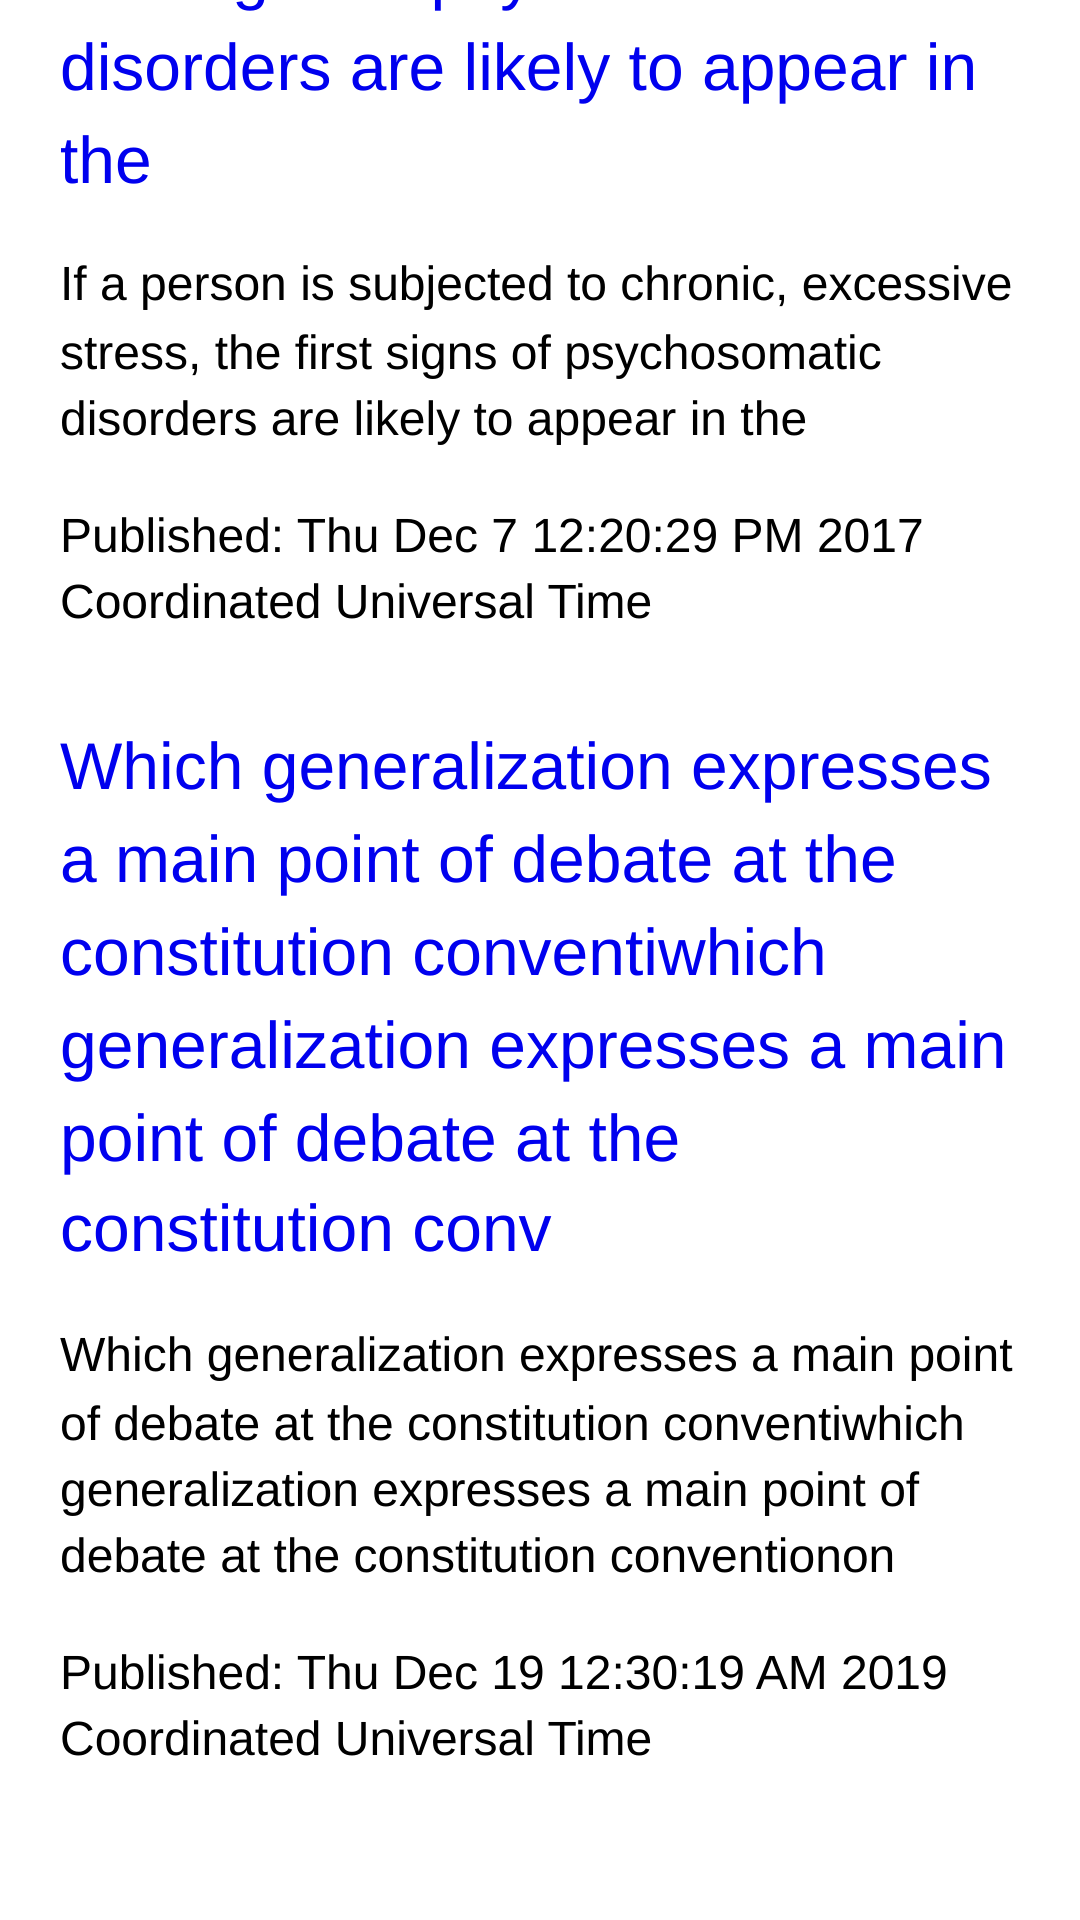 disorders are likely to appear in
the
If a person is subjected to chronic, excessive
stress, the first signs of psychosomatic
disorders are likely to appear in the
Published: Thu Dec 7 12:20:29 PM 2017
Coordinated Universal Time
Which generalization expresses
a main point of debate at the
constitution conventiwhich
generalization expresses a main
point of debate at the
constitution conv
Which generalization expresses a main point
of debate at the constitution conventiwhich
generalization expresses a main point of
debate at the constitution conventionon
Published: Thu Dec 19 12:30:19 AM 2019
Coordinated Universal Time